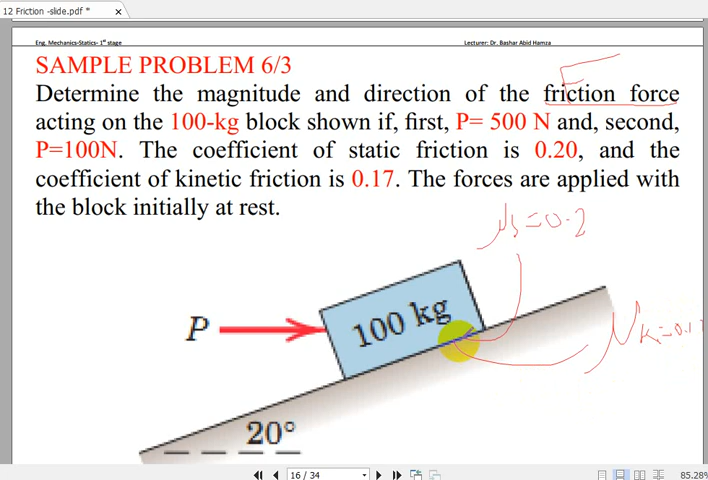 12 Friction -slide.pdf * ×
Eng. Mechanics-Statics- 1st stage Lecturer: Dr. Bashar Abid Hamza
SAMPLE PROBLEM 6/3
F
Determine the magnitude and direction of the friction force
acting on the 100-kg block shown if, first, P= 500 N and, second,
P=100N. The coefficient of static friction is 0.20, and the
coefficient of kinetic friction is 0.17. The forces are applied with
the block initially at rest.
μs=0.2
P
100 kg
μk=0.17
20°
16 / 34
85.28%